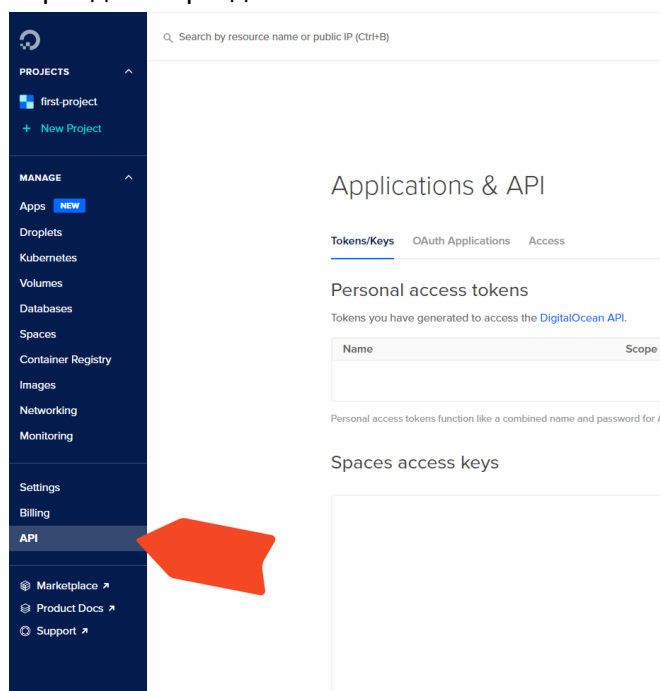 Search by resource name or public IP (Ctrl+B)
PROJECTS
first-project
+ New Project
MANAGE
Apps NEW
Droplets
Kubernetes
Volumes
Databases
Spaces
Container Registry
Images
Networking
Monitoring
Settings
Billing
API
Marketplace ↗
Product Docs ↗
Support ↗
Applications & API
Tokens/Keys OAuth Applications Access
Personal access tokens
Tokens you have generated to access the DigitalOcean API.
Name Scope
Personal access tokens function like a combined name and password for
Spaces access keys